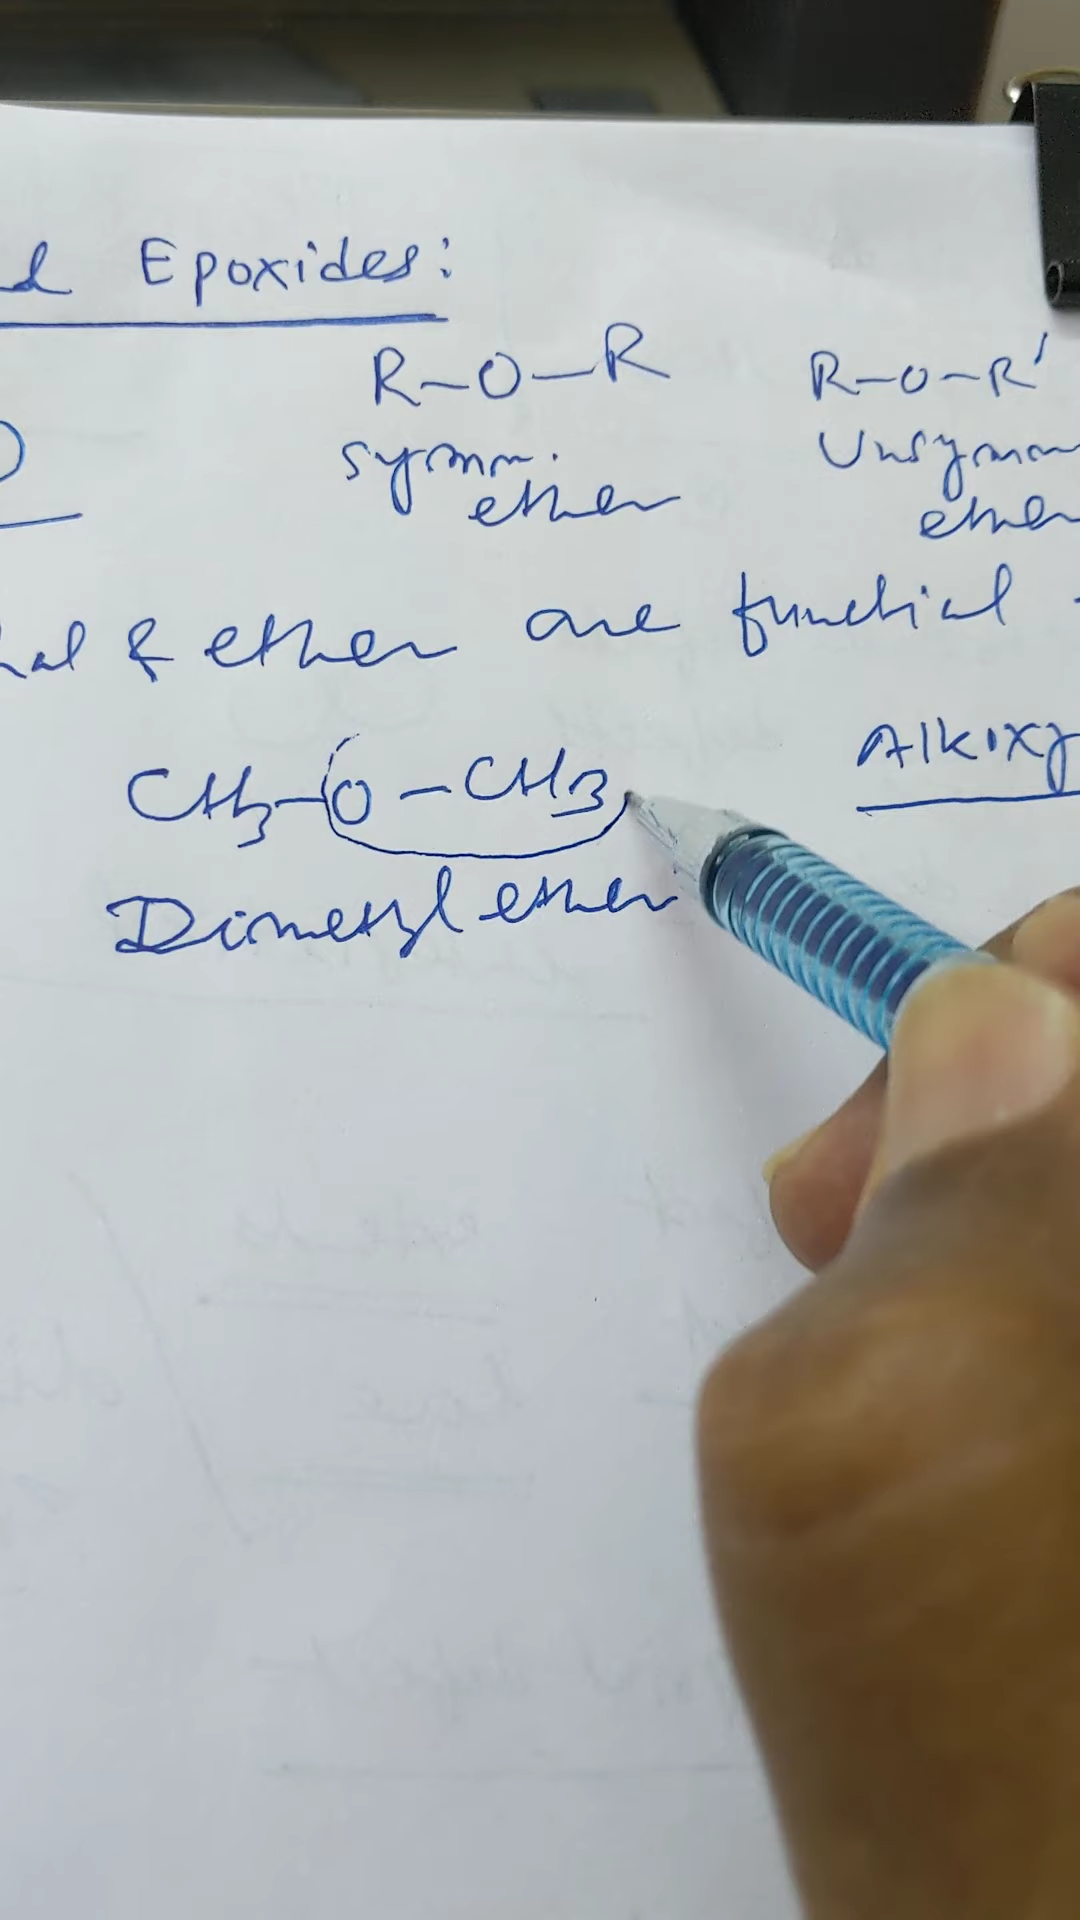 Epoxides:
R-O-R R-O-R'
symm. Unsymm
ether ether
& ether are functial
CH3-O-CH3 Alkoxy
Dimethyl ether